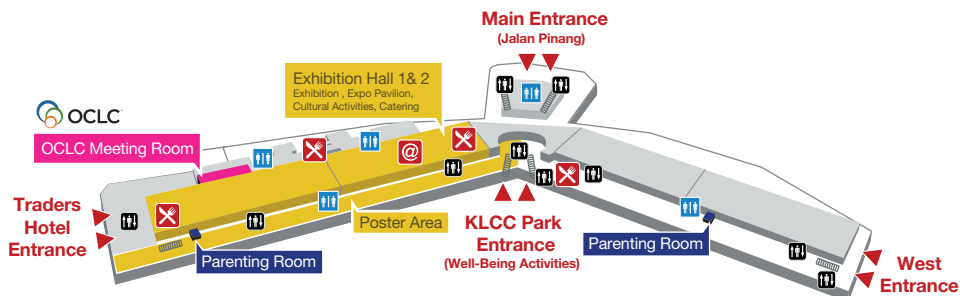 Main Entrance
(Jalan Pinang)
Exhibition Hall 1& 2
Exhibition , Expo Pavilion,
Cultural Activities, Catering
OCLC
OCLC Meeting Room
@
Traders
Hotel
Entrance
Poster Area
KLCC Park
Entrance
(Well-Being Activities)
Parenting Room
Parenting Room
West
Entrance